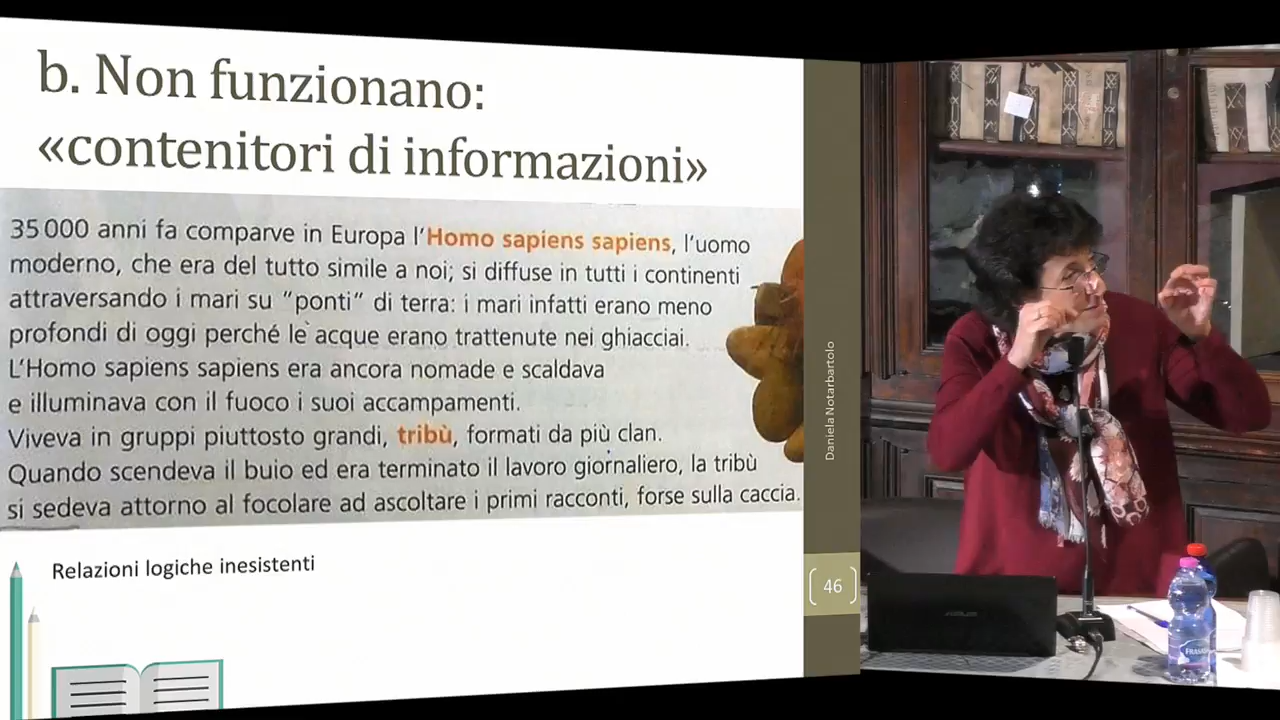 b. Non funzionano:
«contenitori di informazioni»
35 000 anni fa comparve in Europa l'Homo sapiens sapiens, l'uomo
moderno, che era del tutto simile a noi; si diffuse in tutti i continenti
attraversando i mari su "ponti" di terra: i mari infatti erano meno
profondi di oggi perché le acque erano trattenute nei ghiacciai.
L'Homo sapiens sapiens era ancora nomade e scaldava
e illuminava con il fuoco i suoi accampamenti.
Viveva in gruppi piuttosto grandi, tribù, formati da più clan.
Quando scendeva il buio ed era terminato il lavoro giornaliero, la tribù
si sedeva attorno al focolare ad ascoltare i primi racconti, forse sulla caccia.
Relazioni logiche inesistenti
Daniela Notarbartolo
46
ASUS